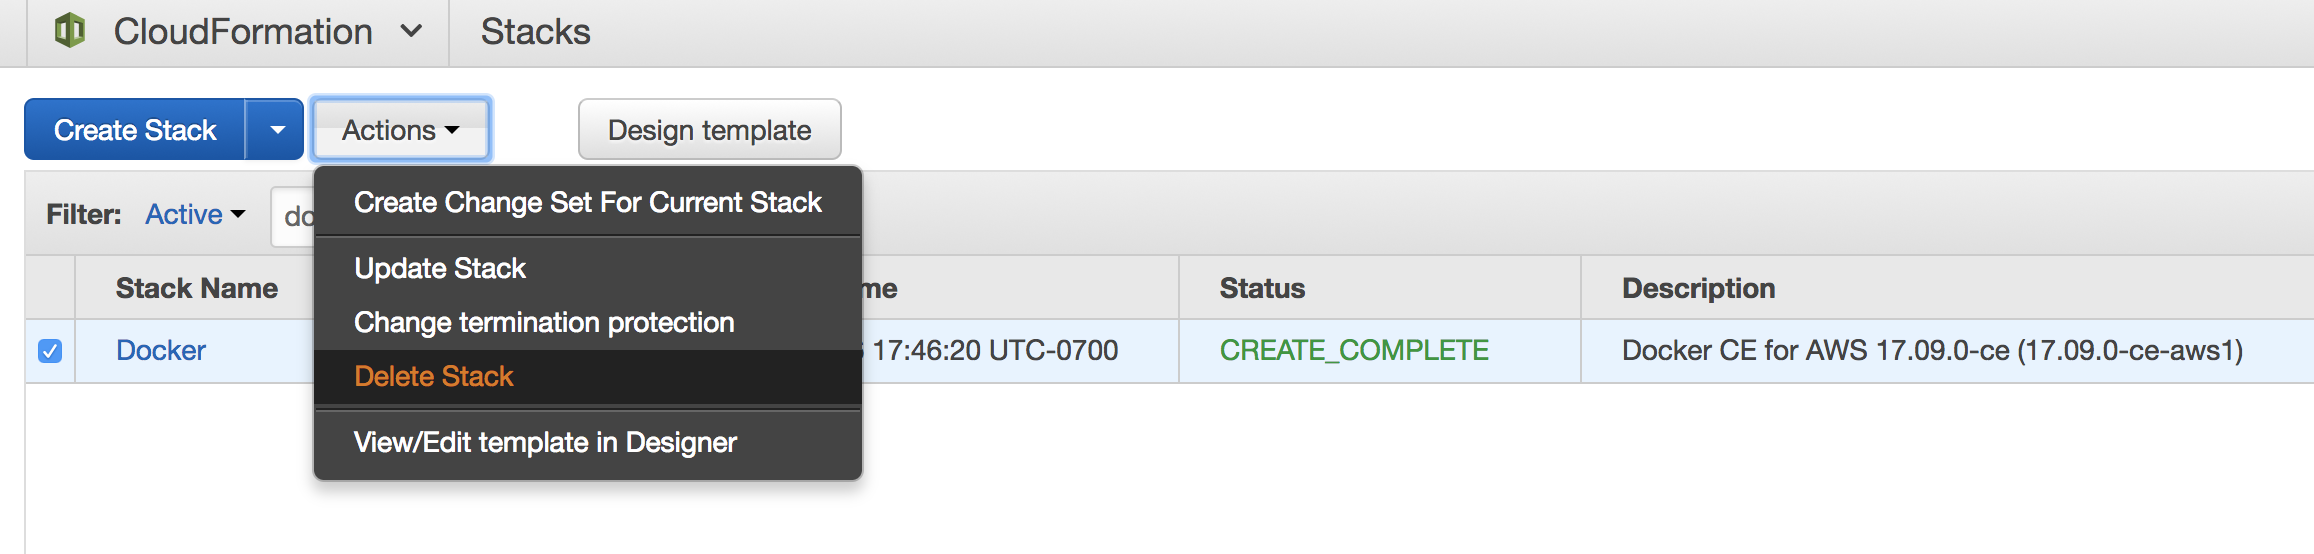 CloudFormation Stacks
Create Stack Actions Design template
Create Change Set For Current Stack
Filter: Active do
Update Stack
Stack Name me Status Description
Change termination protection
Docker 17:46:20 UTC-0700 CREATE_COMPLETE Docker CE for AWS 17.09.0-ce (17.09.0-ce-aws1)
Delete Stack
View/Edit template in Designer